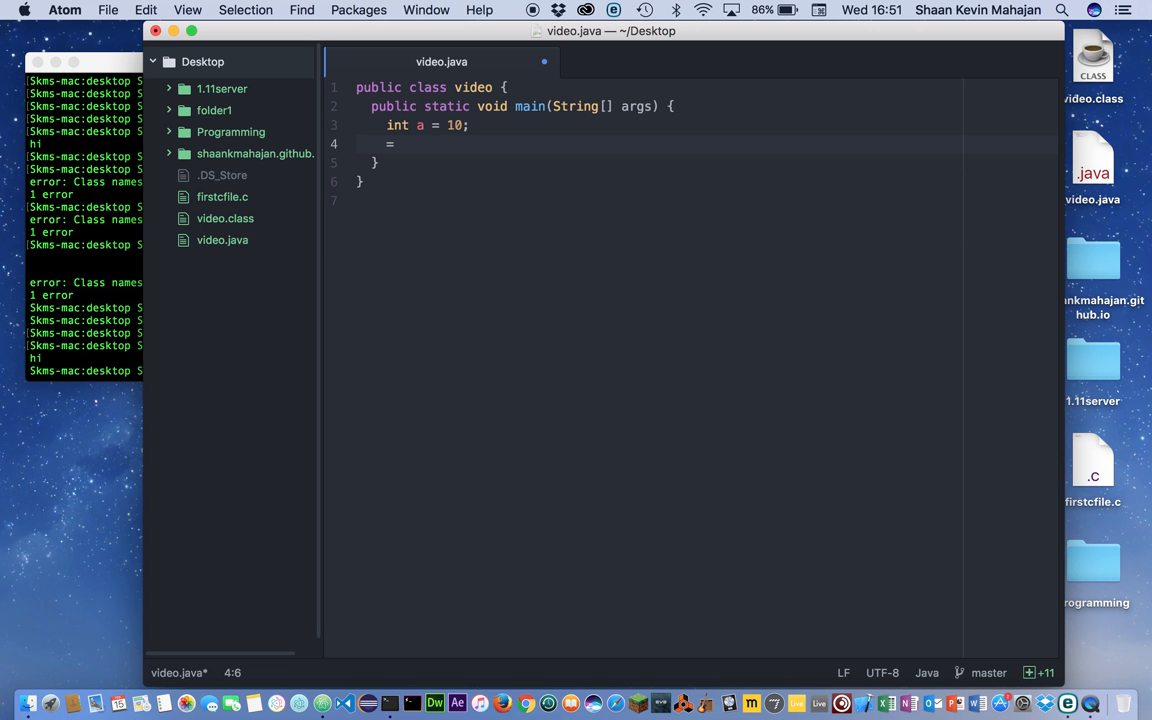 Atom File Edit View Selection Find Packages Window Help 86% Wed 16:51 Shaan Kevin Mahajan
video.java — ~/Desktop
Desktop
1.11server
folder1
Programming
shaankmahajan.github.
.DS_Store
firstcfile.c
video.class
video.java
video.java
1 public class video {
2 public static void main(String[] args) {
3 int a = 10;
4 =
5 }
6 }
7
[Skms-mac:desktop S
[Skms-mac:desktop S
[Skms-mac:desktop S
[Skms-mac:desktop S
[Skms-mac:desktop S
hi
[Skms-mac:desktop S
[Skms-mac:desktop S
error: Class names
1 error
[Skms-mac:desktop S
error: Class names
1 error
[Skms-mac:desktop S
error: Class names
1 error
[Skms-mac:desktop S
[Skms-mac:desktop S
[Skms-mac:desktop S
[Skms-mac:desktop S
hi
[Skms-mac:desktop S
CLASS
video.class
.java
video.java
ankmahajan.git
hub.io
1.11server
.C
firstcfile.c
rogramming
video.java* 4:6 LF UTF-8 Java master +11
15 Dw Ae m 7 Live Live